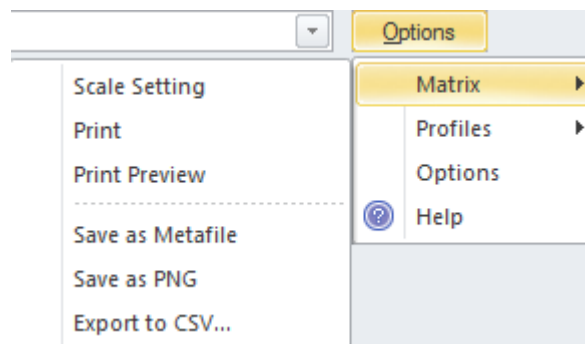 Options
Matrix
Profiles
Options
Help
Scale Setting
Print
Print Preview
Save as Metafile
Save as PNG
Export to CSV...